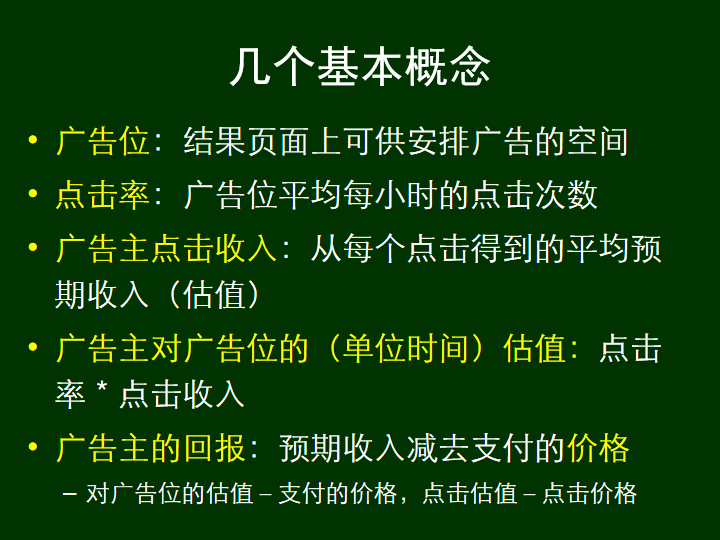 几个基本概念
• 广告位：结果页面上可供安排广告的空间
• 点击率：广告位平均每小时的点击次数
• 广告主点击收入：从每个点击得到的平均预
期收入（估值）
• 广告主对广告位的（单位时间）估值：点击
率 * 点击收入
• 广告主的回报：预期收入减去支付的价格
– 对广告位的估值 – 支付的价格，点击估值 – 点击价格